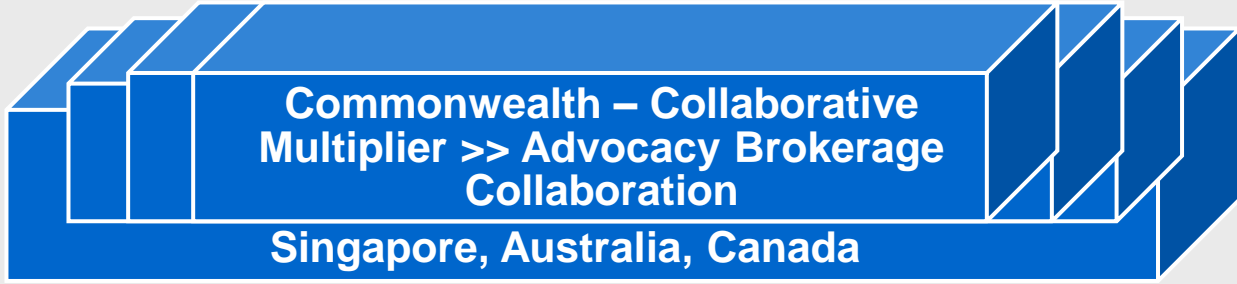 Commonwealth – Collaborative
Multiplier >> Advocacy Brokerage
Collaboration
Singapore, Australia, Canada